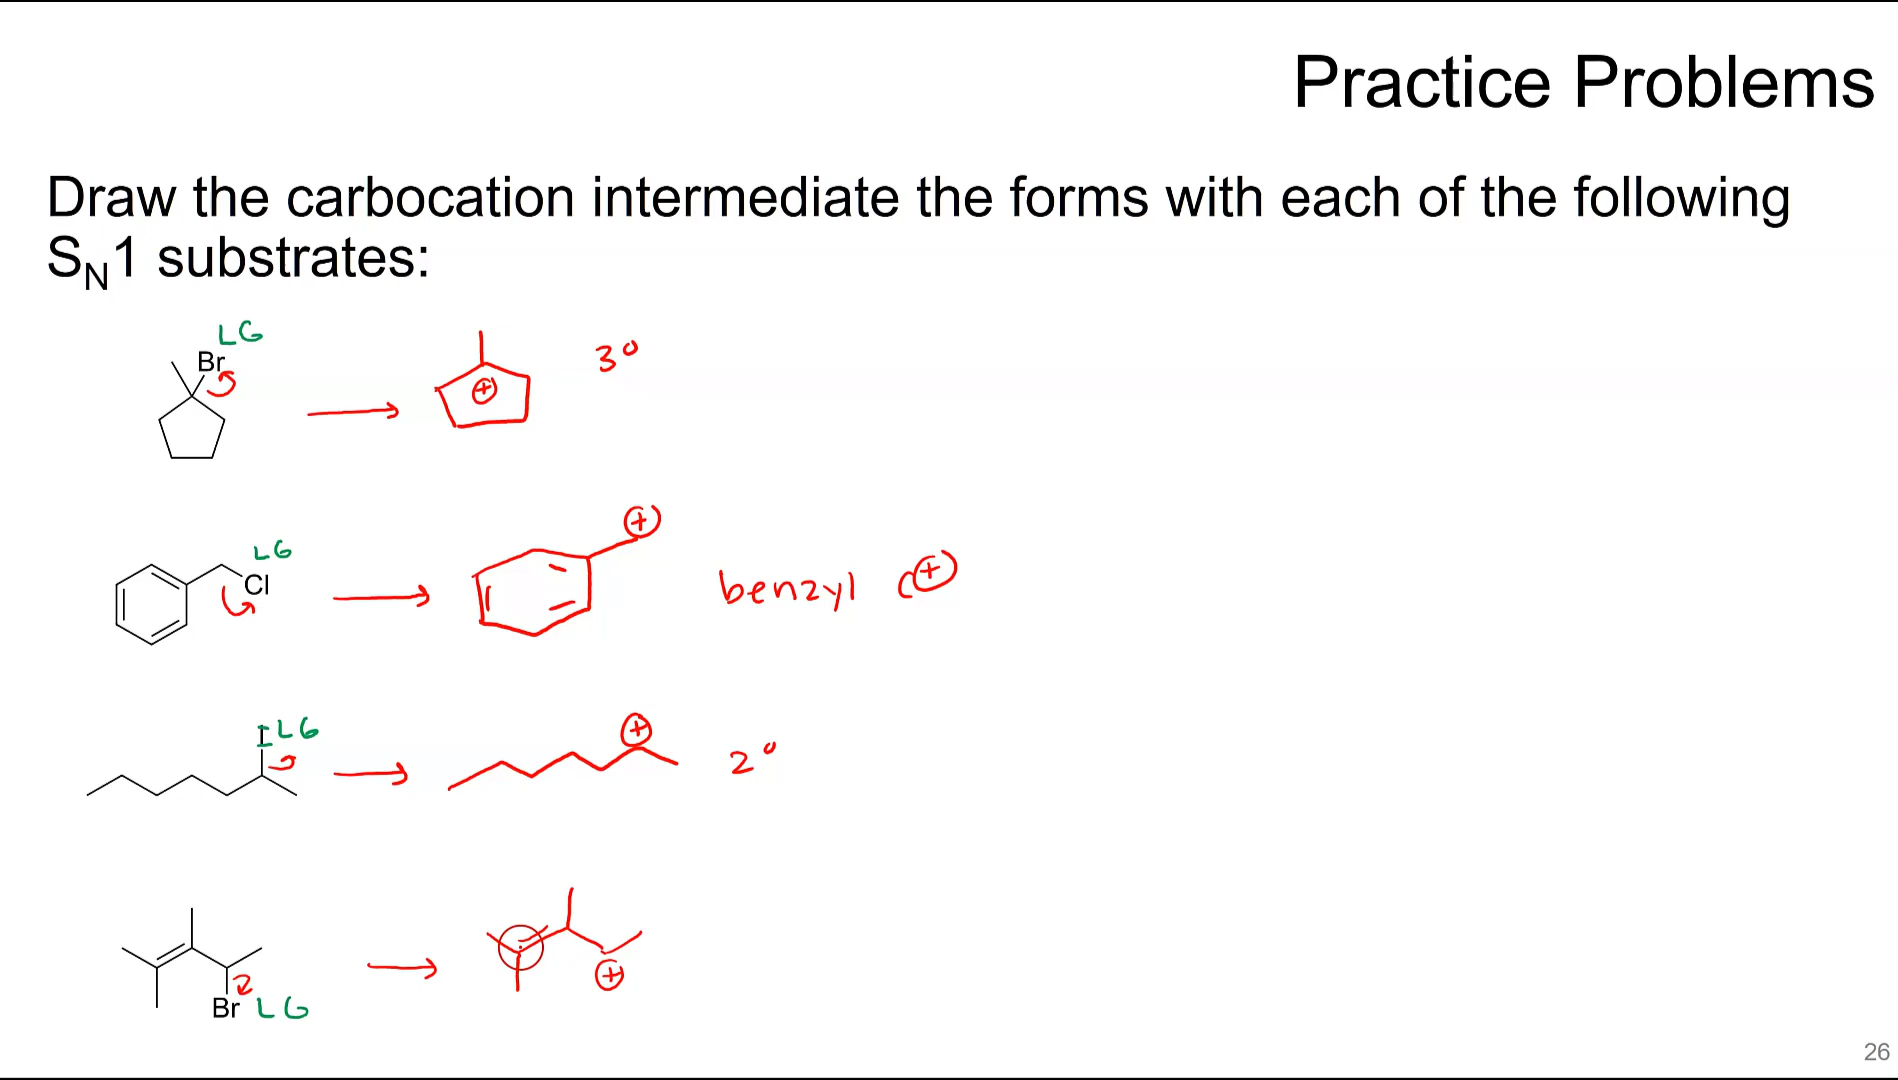 Practice Problems
Draw the carbocation intermediate the forms with each of the following
SN1 substrates:
LG
Br
+
3°
LG
Cl
+
benzyl C+
I LG
+
2°
Br LG
+
26